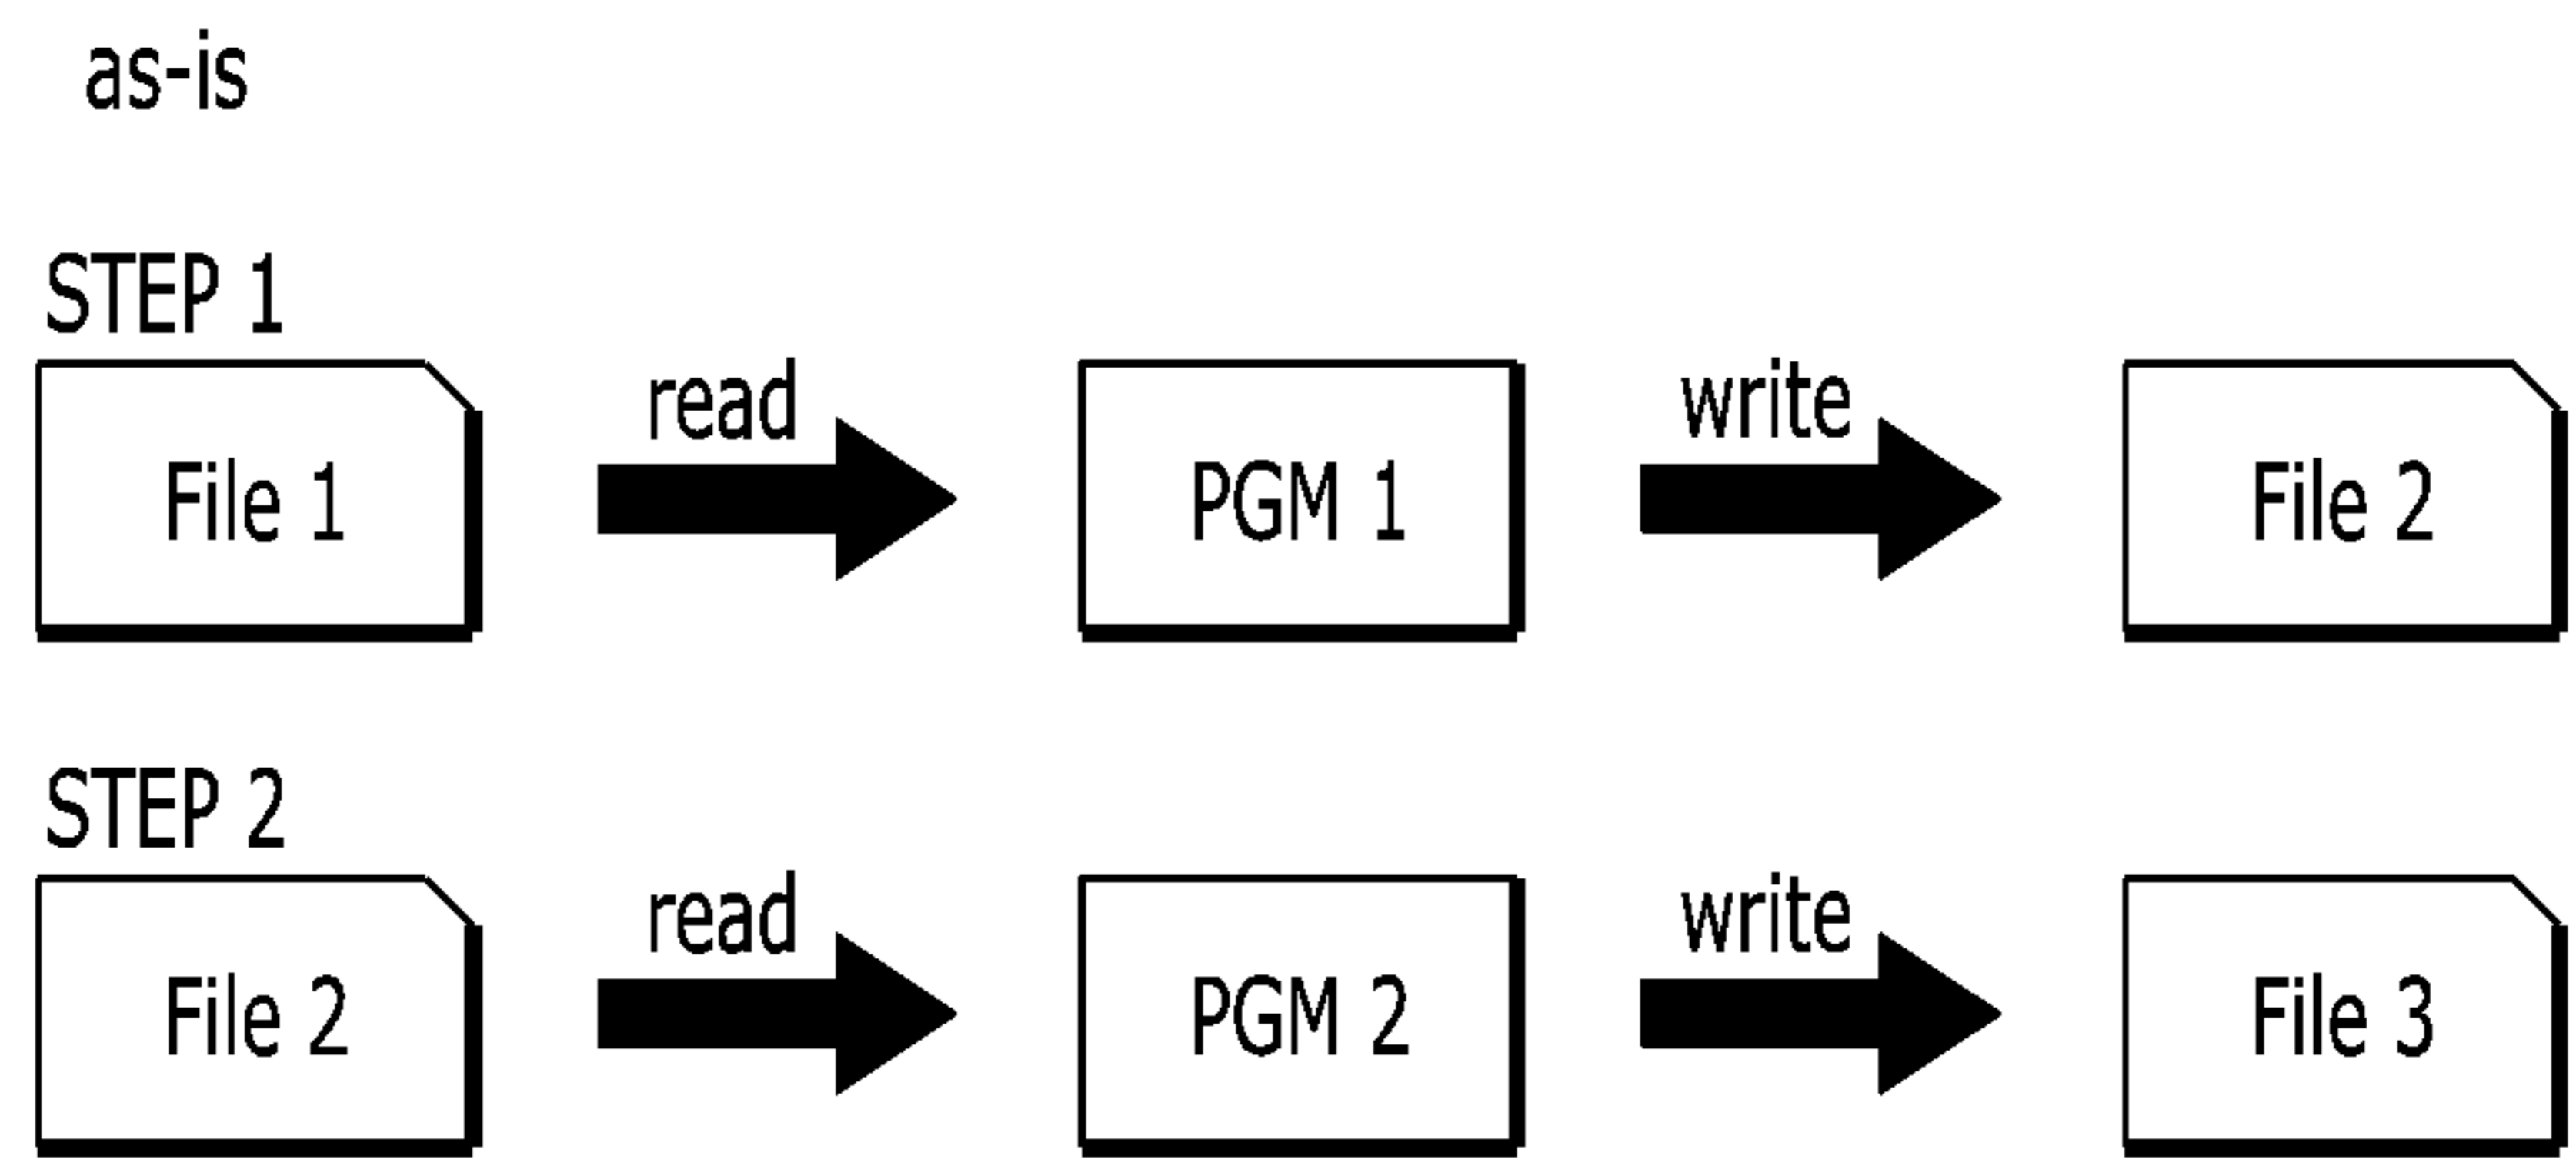 as-is
STEP 1
read
write
File 1
PGM 1
File 2
STEP 2
read
write
File 2
PGM 2
File 3